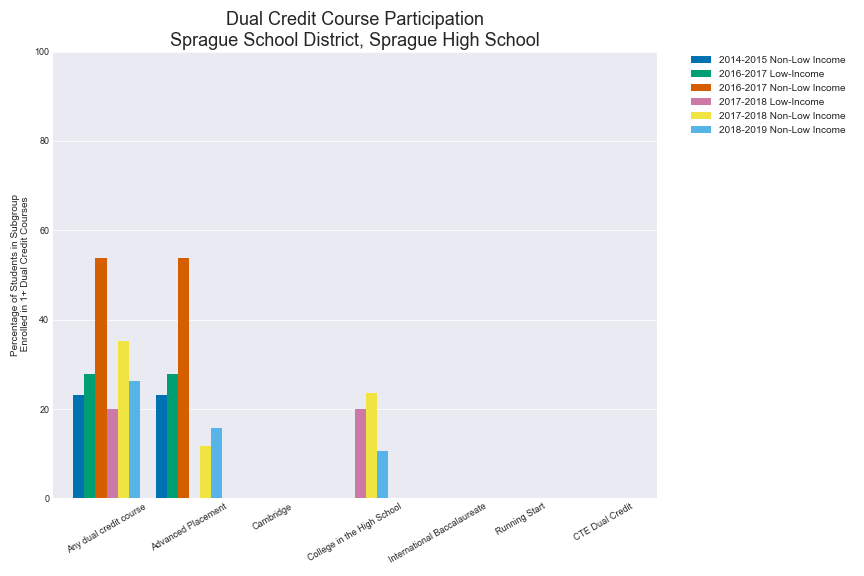 Dual Credit Course Participation
Sprague School District, Sprague High School
2014-2015 Non-Low Income
2016-2017 Low-Income
2016-2017 Non-Low Income
2017-2018 Low-Income
2017-2018 Non-Low Income
2018-2019 Non-Low Income
Percentage of Students in Subgroup
Enrolled in 1+ Dual Credit Courses
100
80
60
40
20
0
Any dual credit course
Advanced Placement
Cambridge
College in the High School
International Baccalaureate
Running Start
CTE Dual Credit